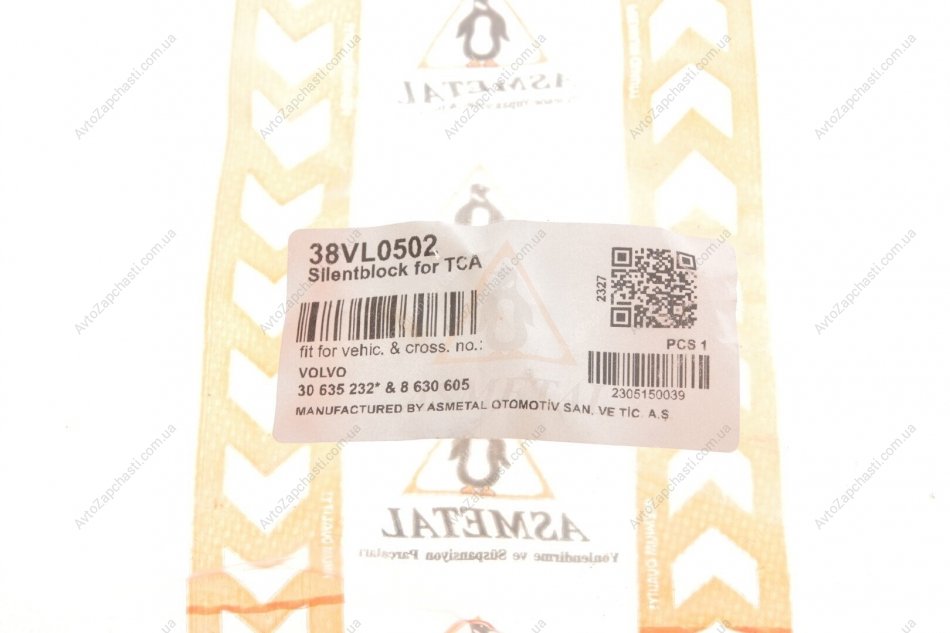 ASMETAL
38VL0502
Silentblock for TCA
2327
fit for vehic. & cross. no.:
PCS 1
VOLVO
30 635 232* & 8 630 605
2305150039
MANUFACTURED BY ASMETAL OTOMOTİV SAN. VE TİC. A.Ş
ASMETAL
Yönlendirme ve Süspansiyon Parçaları
AvtoZapchasti.com.ua